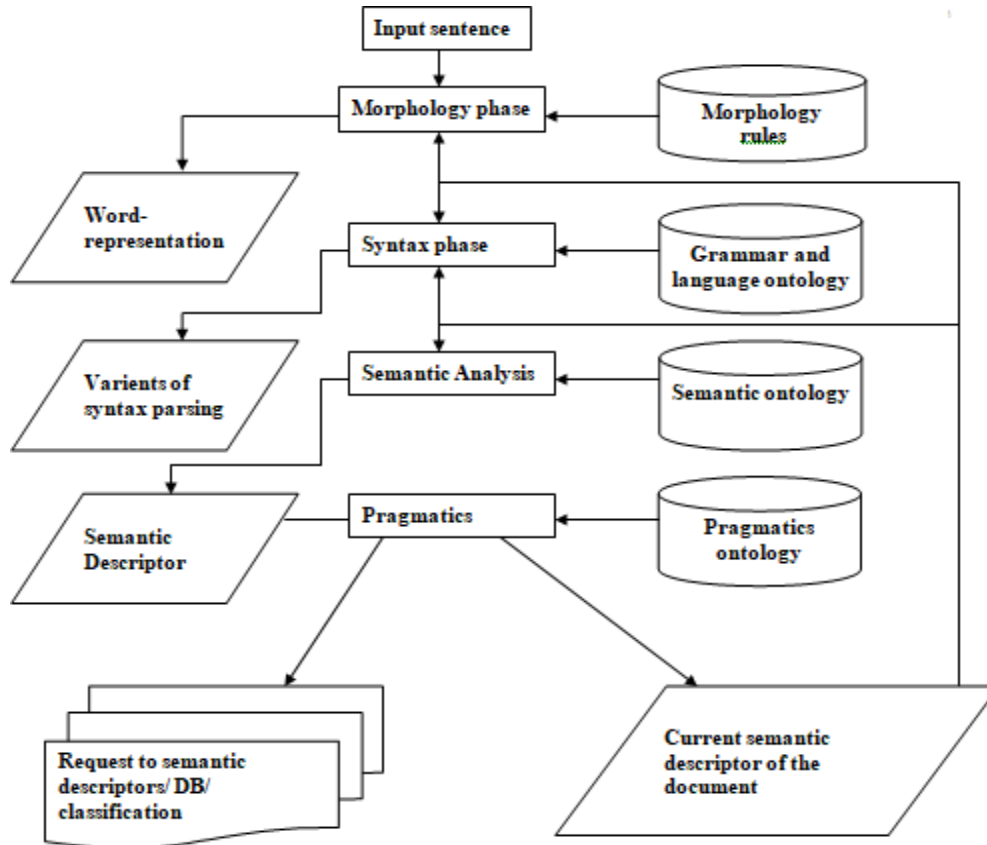 Input sentence
Morphology phase
Morphology
rules
Word-
representation
Syntax phase
Grammar and
language ontology
Varients of
syntax parsing
Semantic Analysis
Semantic ontology
Semantic
Descriptor
Pragmatics
Pragmatics
ontology
Request to semantic
descriptors/ DB/
classification
Current semantic
descriptor of the
document